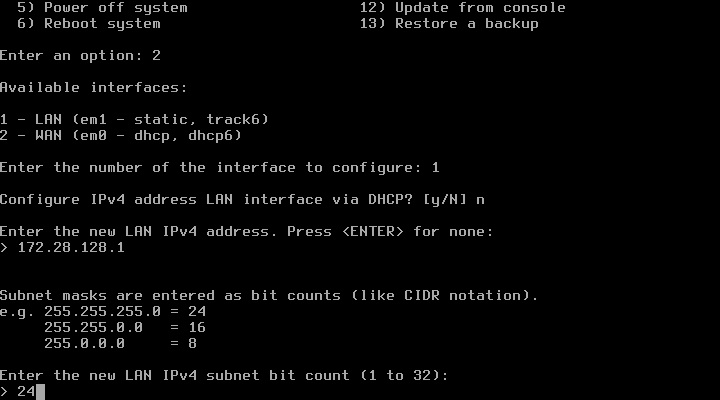 5) Power off system                    12) Update from console
6) Reboot system                       13) Restore a backup
Enter an option: 2
Available interfaces:
1 - LAN (em1 - static, track6)
2 - WAN (em0 - dhcp, dhcp6)
Enter the number of the interface to configure: 1
Configure IPv4 address LAN interface via DHCP? [y/N] n
Enter the new LAN IPv4 address. Press <ENTER> for none:
> 172.28.128.1
Subnet masks are entered as bit counts (like CIDR notation).
e.g. 255.255.255.0 = 24
255.255.0.0   = 16
255.0.0.0     = 8
Enter the new LAN IPv4 subnet bit count (1 to 32):
> 24